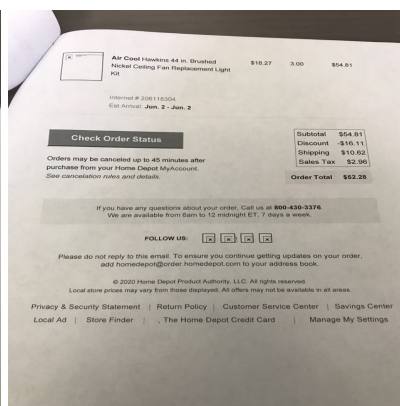 Air Cool Hawkins 44 in. Brushed $18.27 3.00 $54.81
Nickel Ceiling Fan Replacement Light
Kit
Internet # 206118304
Est Arrival: Jun. 2 - Jun. 2
Check Order Status
Orders may be canceled up to 45 minutes after
purchase from your Home Depot MyAccount.
See cancelation rules and details.
Subtotal $54.81
Discount -$16.11
Shipping $10.62
Sales Tax $2.96
Order Total $52.28
If you have any questions about your order, Call us at 800-430-3376.
We are available from 6am to 12 midnight ET, 7 days a week.
FOLLOW US:
Please do not reply to this email. To ensure you continue getting updates on your order,
add homedepot@order.homedepot.com to your address book.
© 2020 Home Depot Product Authority, LLC. All rights reserved.
Local store prices may vary from those displayed. All offers may not be available in all areas.
Privacy & Security Statement | Return Policy | Customer Service Center | Savings Center
Local Ad | Store Finder | The Home Depot Credit Card | Manage My Settings